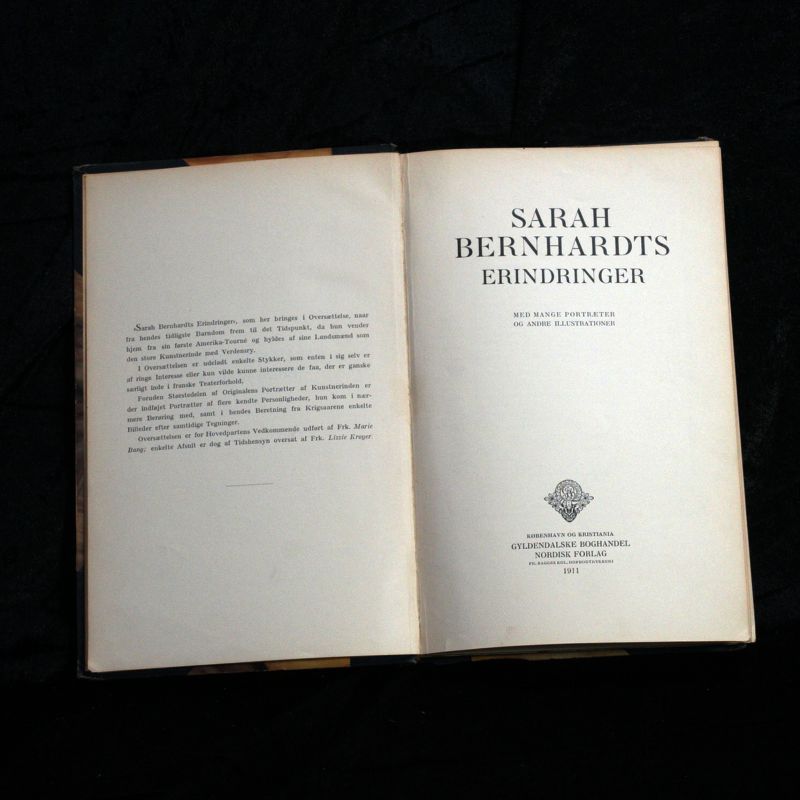 «Sarah Bernhardts Erindringer», som her bringes i Oversættelse, naar
fra hendes tidligste Barndom frem til det Tidspunkt, da hun vender
hjem fra sin første Amerika-Tourné og hyldes af sine Landsmænd som
den store Kunstnerinde med Verdensry.
I Oversættelsen er udeladt enkelte Stykker, som enten i sig selv er
af ringe Interesse eller kun vilde kunne interessere de faa, der er ganske
særligt inde i franske Teaterforhold.
Foruden Størstedelen af Originalens Portrætter af Kunstnerinden er
der indføjet Portrætter af flere kendte Personligheder, hun kom i nær-
mere Berøring med, samt i hendes Beretning fra Krigsaarene enkelte
Billeder efter samtidige Tegninger.
Oversættelsen er for Hovedpartens Vedkommende udført af Frk. Marie
Bang; enkelte Afsnit er dog af Tidshensyn oversat af Frk. Lizzie Krøyer
SARAH
BERNHARDTS
ERINDRINGER
MED MANGE PORTRÆTER
OG ANDRE ILLUSTRATIONER
KØBENHAVN OG KRISTIANIA
GYLDENDALSKE BOGHANDEL
NORDISK FORLAG
FR. BAGGES KGL. HOFBOGTRYKKERI
1911